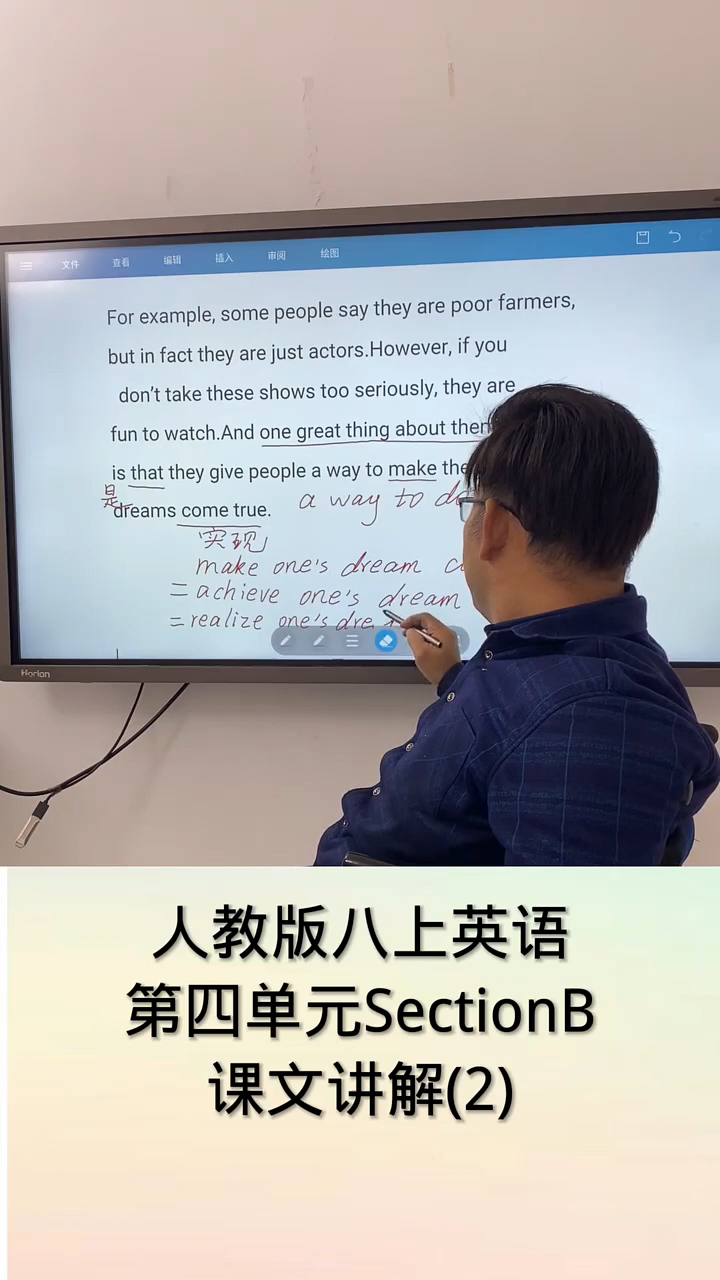 文件 查看 编辑 插入 审阅 绘图
For example, some people say they are poor farmers,
but in fact they are just actors.However, if you
don't take these shows too seriously, they are
fun to watch.And one great thing about
is that they give people a way to make
是
dreams come true. a way to
实现
make one's dream
= achieve one's dream
= realize one's
Horion
人教版八上英语
第四单元SectionB
课文讲解(2)